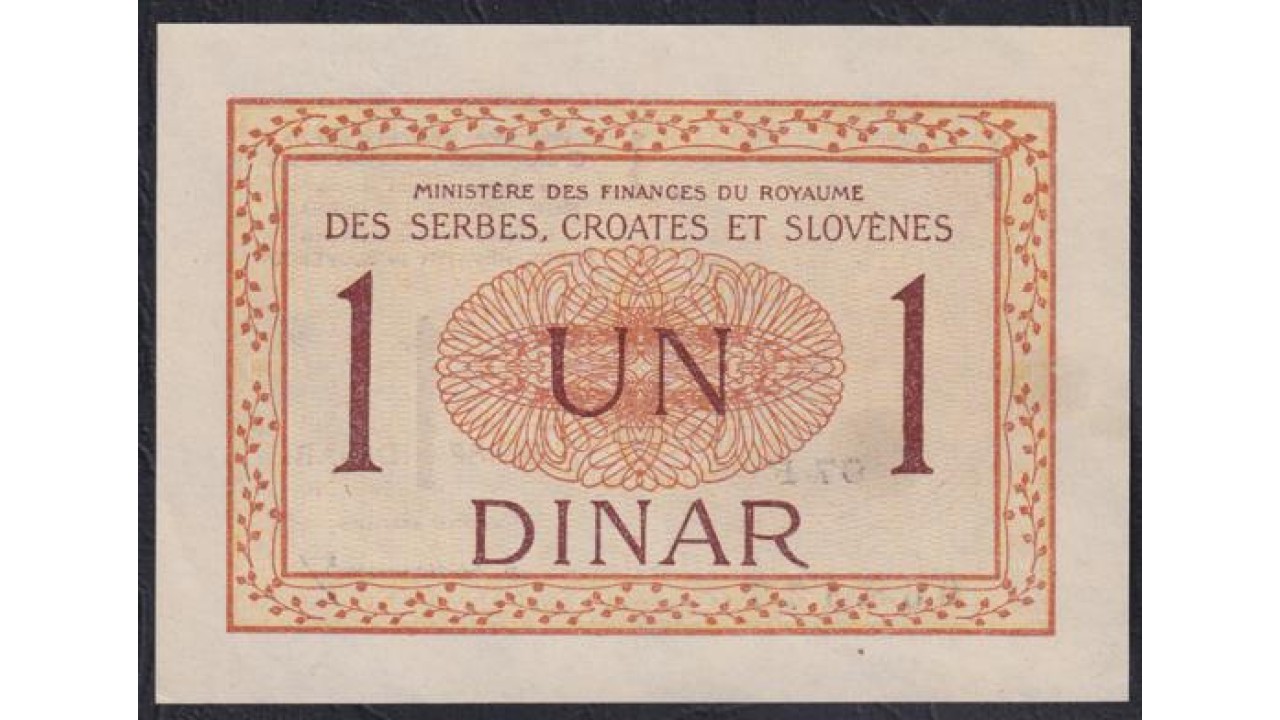 MINISTÈRE DES FINANCES DU ROYAUME
DES SERBES, CROATES ET SLOVÈNES
1 UN 1
DINAR